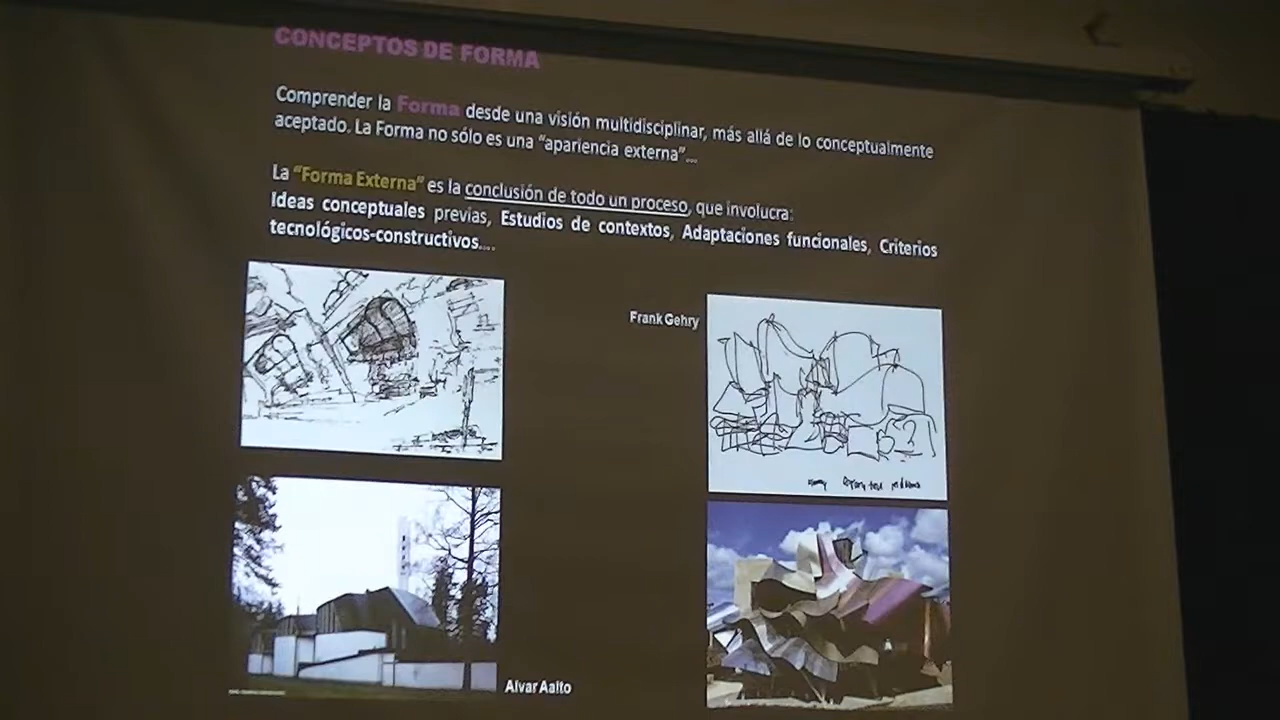 CONCEPTOS DE FORMA
Comprender la Forma desde una visión multidisciplinar, más allá de lo conceptualmente
aceptado. La Forma no sólo es una “apariencia externa”...
La “Forma Externa” es la conclusión de todo un proceso, que involucra:
Ideas conceptuales previas, Estudios de contextos, Adaptaciones funcionales, Criterios
tecnológicos-constructivos....
Frank Gehry
Alvar Aalto